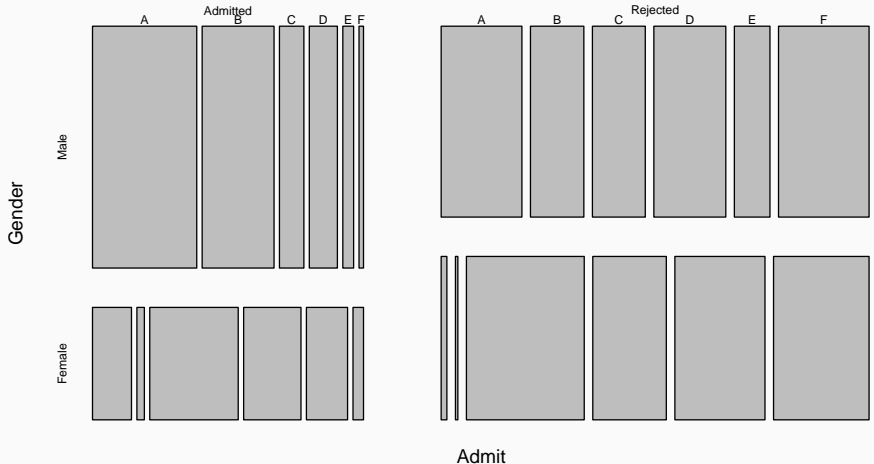 Admitted Rejected
A B C D E F A B C D E F
Male
Gender
Female
Admit